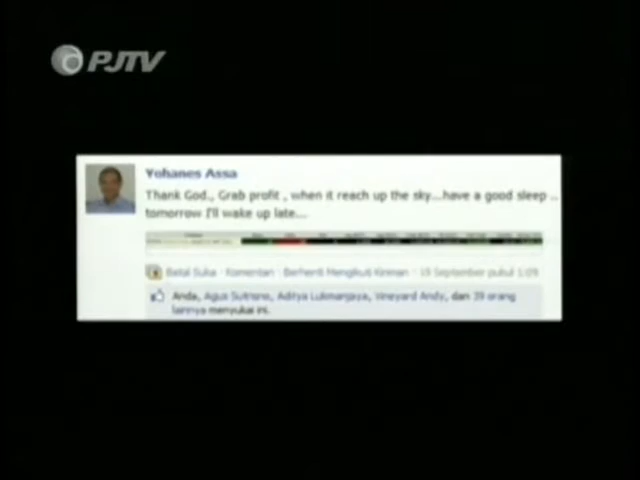 PJTV
Yohanes Assa
Thank God., Grab profit , when it reach up the sky...have a good sleep ..
tomorrow I'll wake up late...
Batal Suka · Komentari · Berhenti Mengikuti Kiriman · 18 September pukul 1:09
Anda, Agus Sutrisno, Aditya Lukmanjaya, Vineyard Andy, dan 39 orang
lainnya menyukai ini.